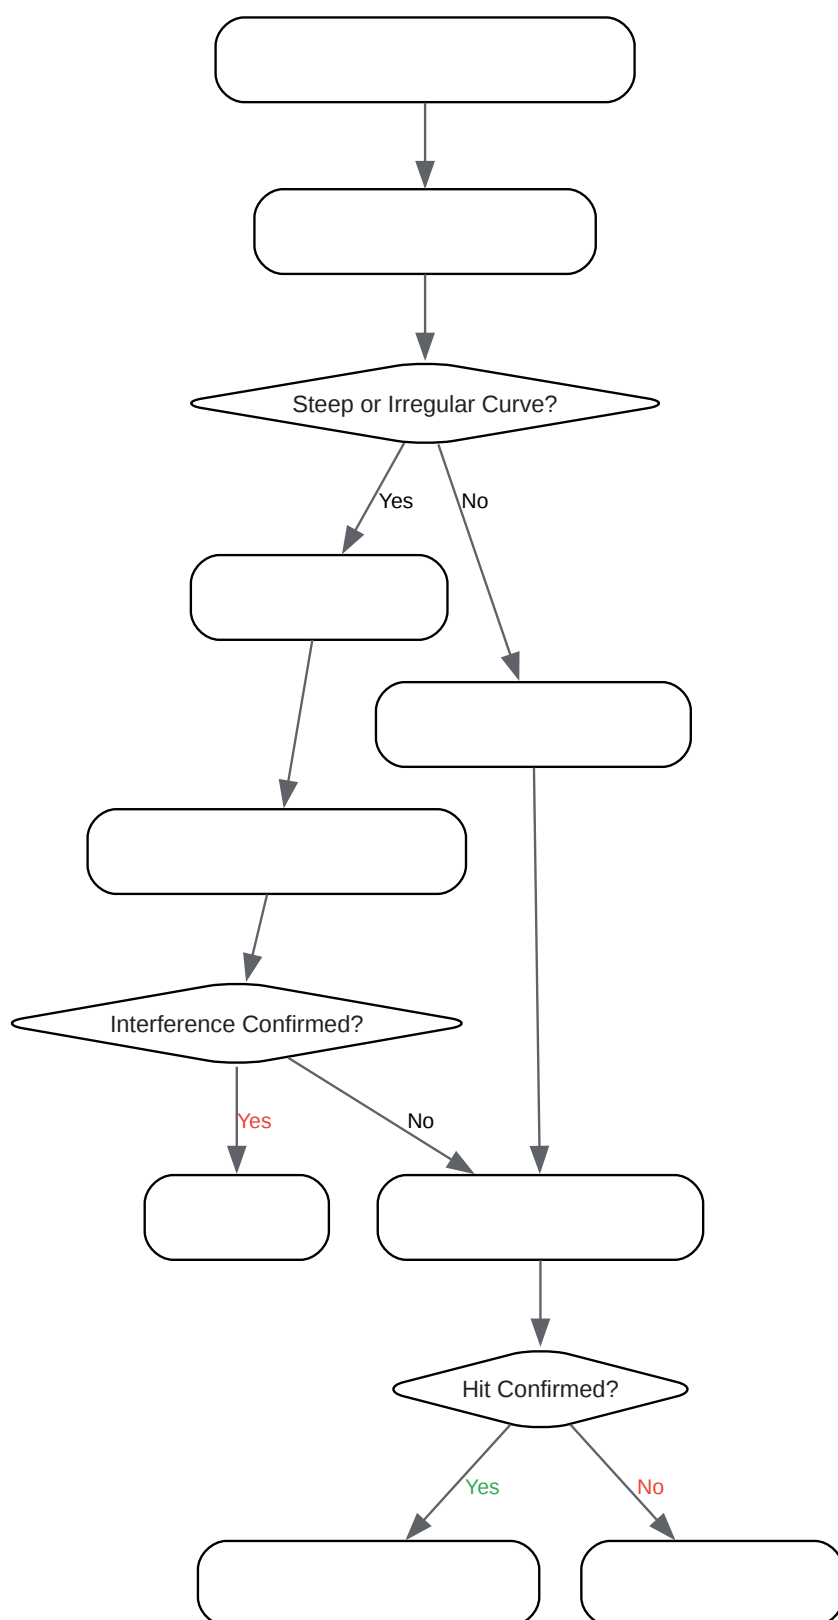 Steep or Irregular Curve?
Yes
No
Interference Confirmed?
Yes
No
Hit Confirmed?
Yes
No